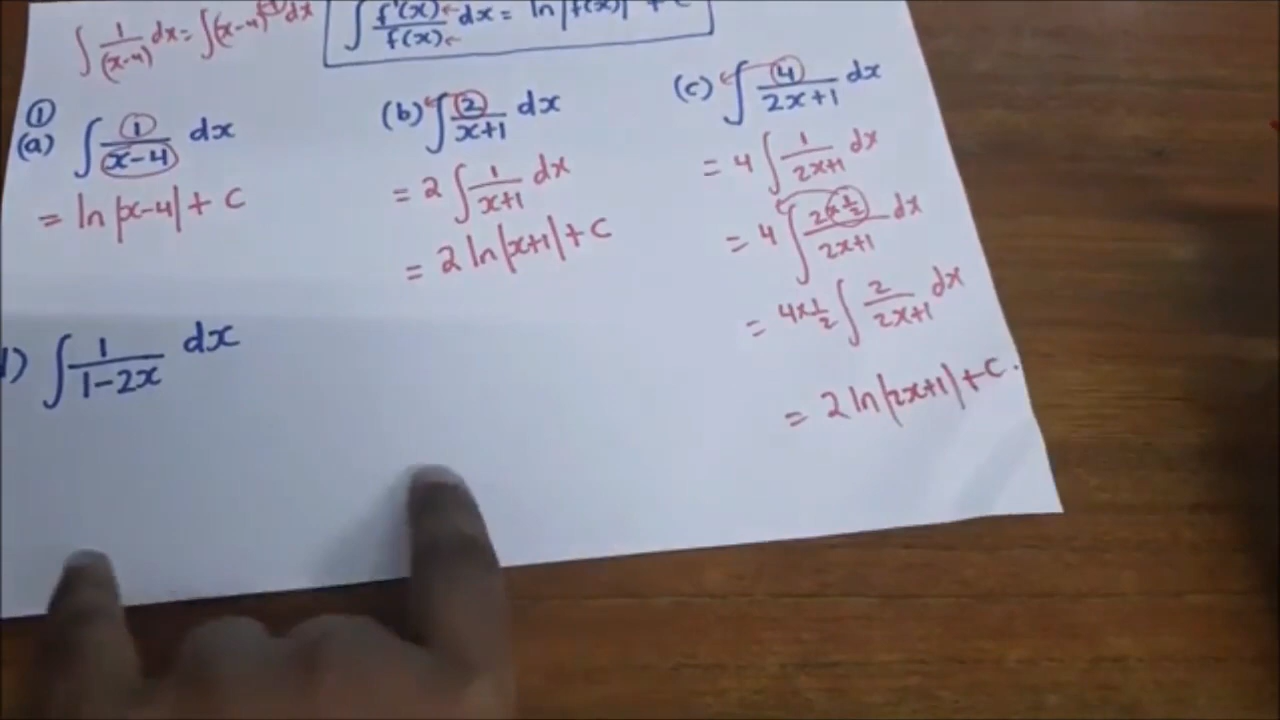 ∫ 1/(x-4) dx = ∫(x-4)^(-1) dx
∫ f'(x)/f(x) dx = ln|f(x)| + C
①
(a) ∫ 1/(x-4) dx
= ln|x-4| + C
(b) ∫ 2/(x+1) dx
= 2 ∫ 1/(x+1) dx
= 2 ln|x+1| + C
(c) ∫ 4/(2x+1) dx
= 4 ∫ 1/(2x+1) dx
= 4 ∫ (2×1/2)/(2x+1) dx
= 4×1/2 ∫ 2/(2x+1) dx
= 2 ln|2x+1| + C.
) ∫ 1/(1-2x) dx